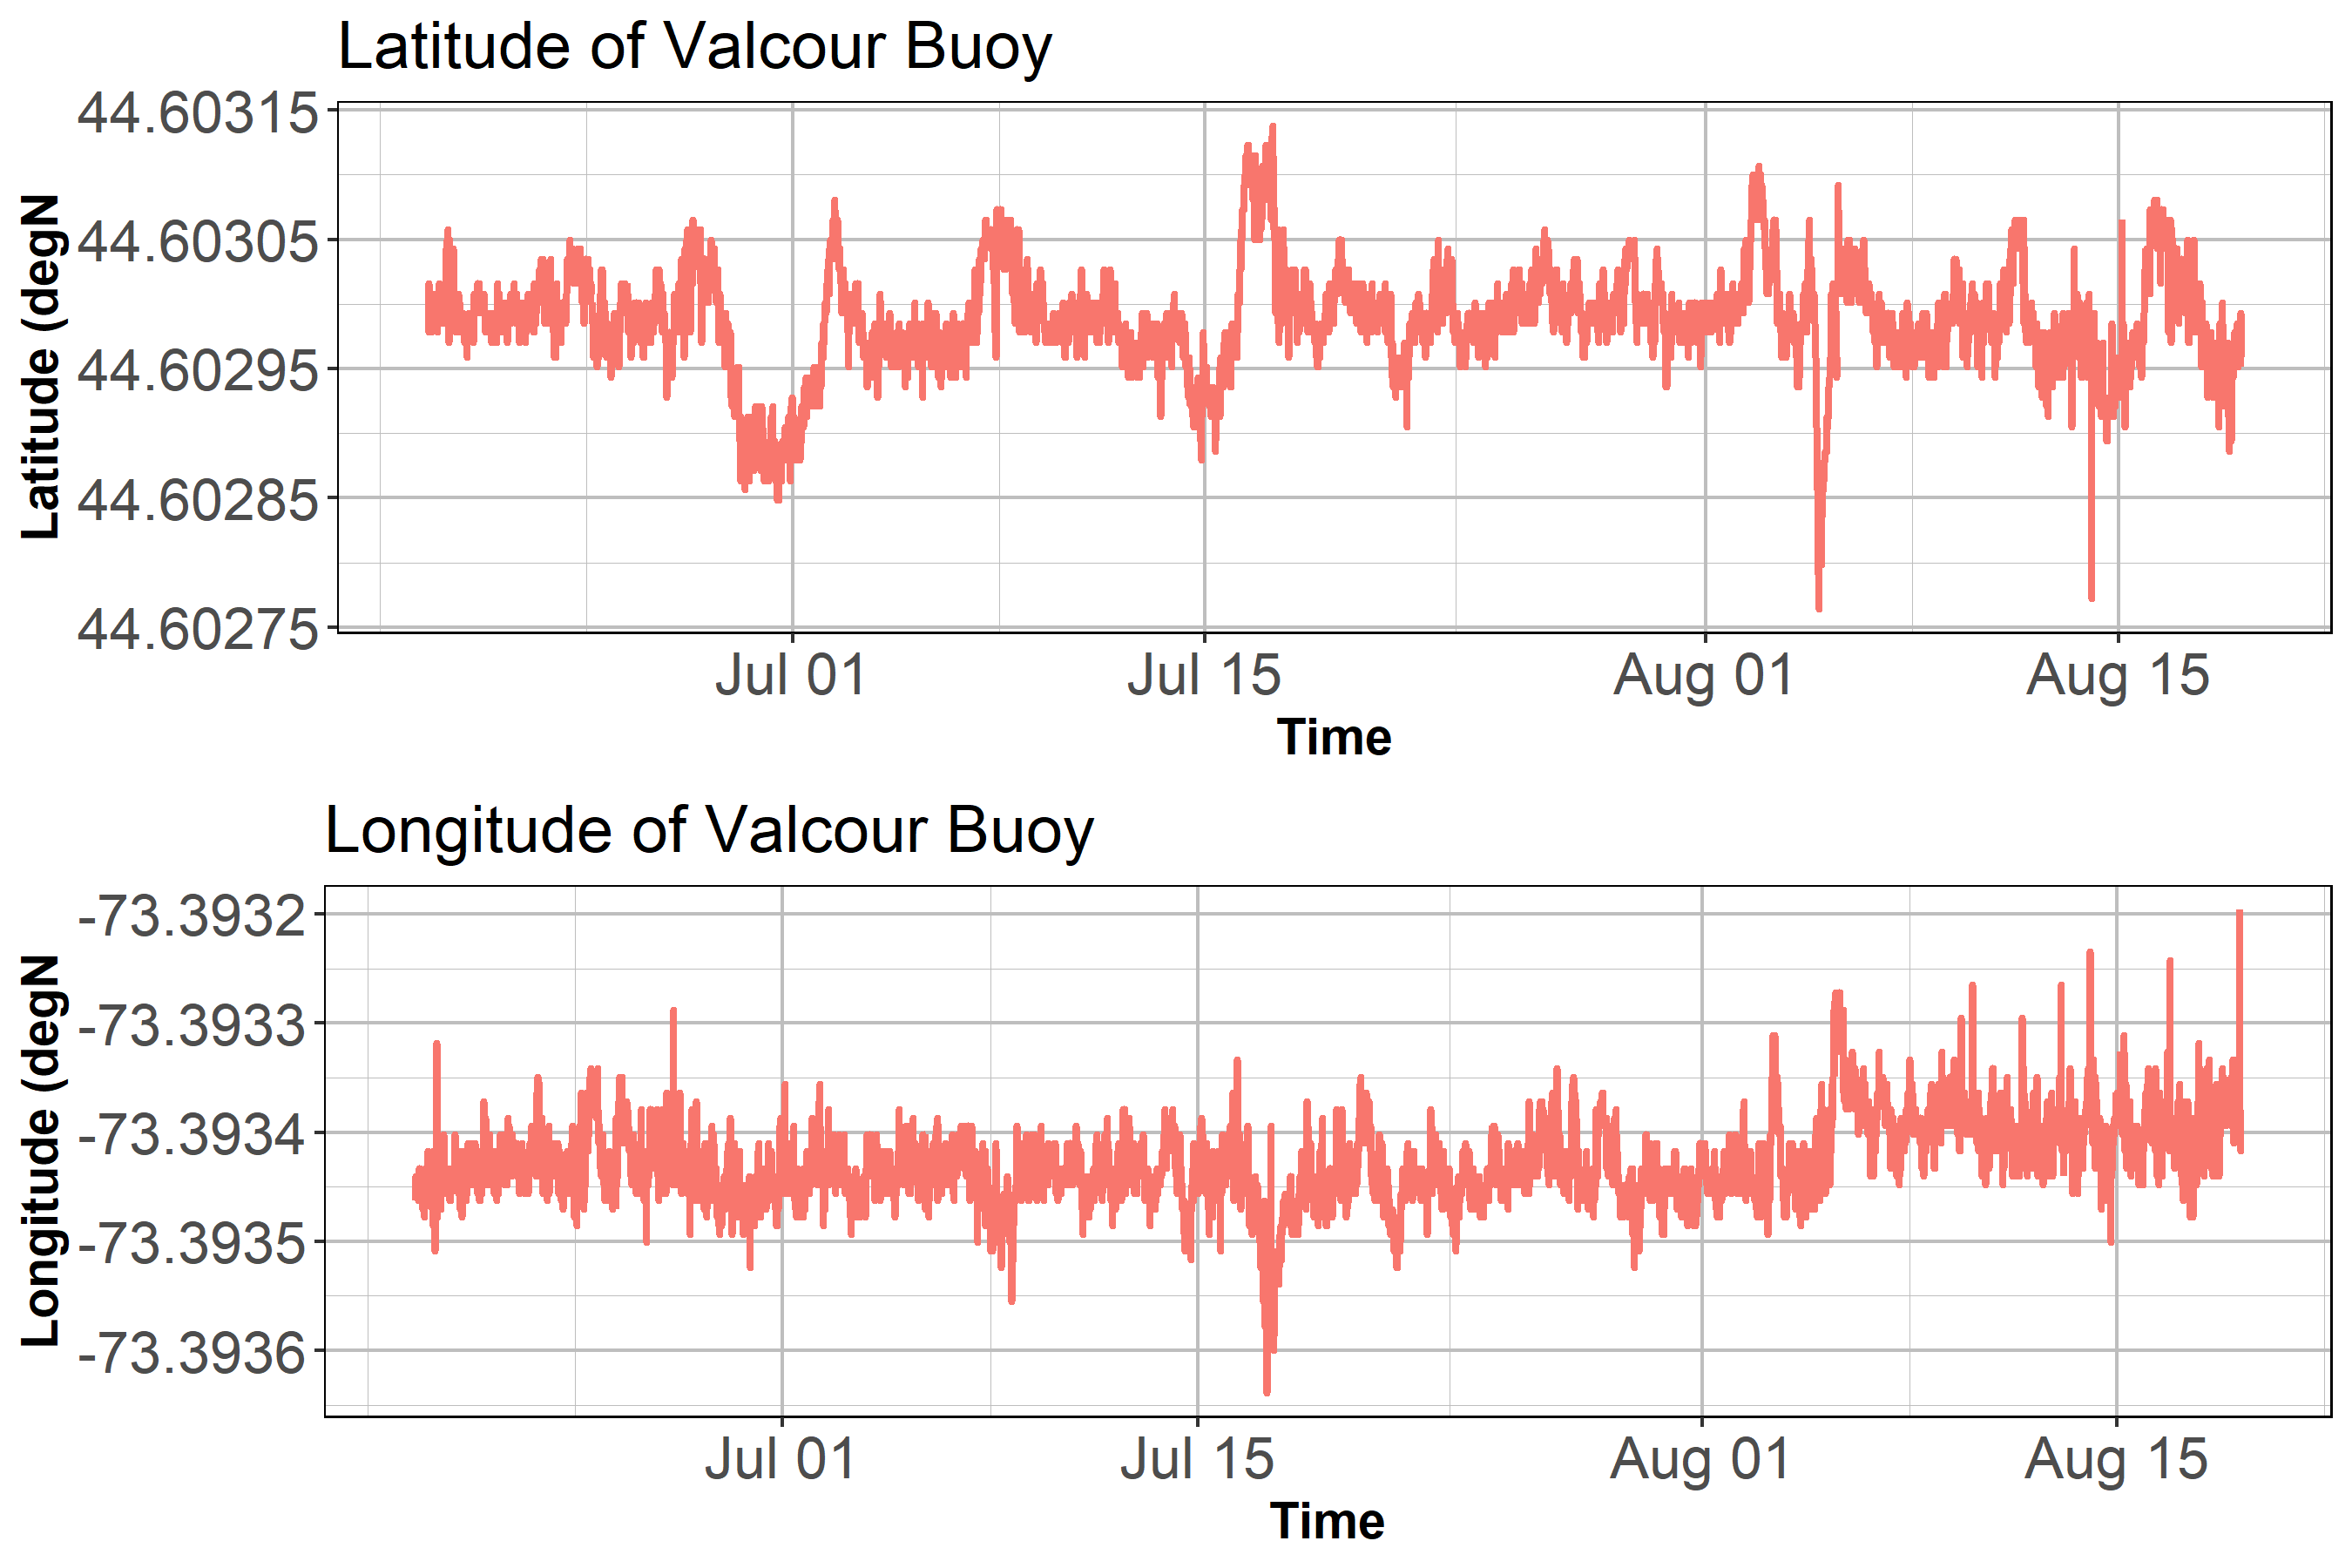 Latitude of Valcour Buoy
44.60315
44.60305
44.60295
44.60285
44.60275
Latitude (degN
Jul 01 Jul 15 Aug 01 Aug 15
Time
Longitude of Valcour Buoy
-73.3932
-73.3933
-73.3934
-73.3935
-73.3936
Longitude (degN
Jul 01 Jul 15 Aug 01 Aug 15
Time